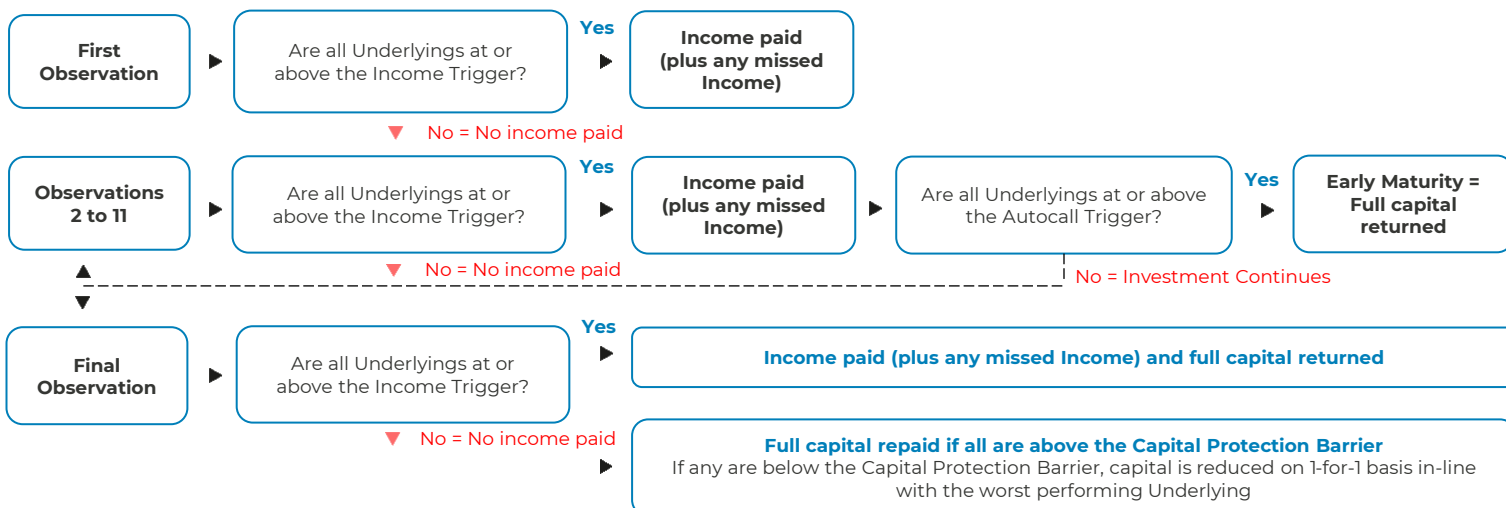 First
Observation
Are all Underlyings at or
above the Income Trigger?
Yes
Income paid
(plus any missed
Income)
No = No income paid
Observations
2 to 11
Are all Underlyings at or
above the Income Trigger?
Yes
Income paid
(plus any missed
Income)
Are all Underlyings at or above
the Autocall Trigger?
Yes
Early Maturity =
Full capital
returned
No = No income paid
No = Investment Continues
Final
Observation
Are all Underlyings at or
above the Income Trigger?
Yes
Income paid (plus any missed Income) and full capital returned
No = No income paid
Full capital repaid if all are above the Capital Protection Barrier
If any are below the Capital Protection Barrier, capital is reduced on 1-for-1 basis in-line
with the worst performing Underlying